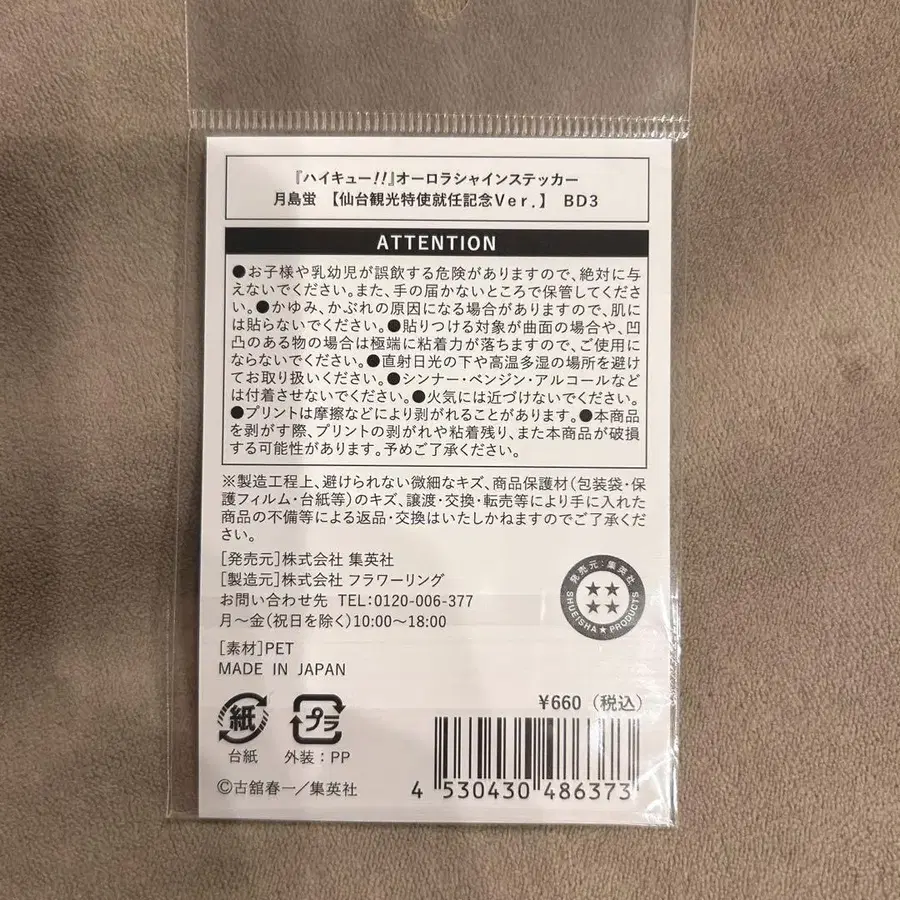 『ハイキュー!!』オーロラシャインステッカー
月島蛍 【仙台観光特使就任記念Ver.】 BD3
ATTENTION
●お子様や乳幼児が誤飲する危険がありますので、絶対に与
えないでください。また、手の届かないところで保管してくださ
い。●かゆみ、かぶれの原因になる場合がありますので、肌に
は貼らないでください。●貼りつける対象が曲面の場合や、凹
凸のある物の場合は極端に粘着力が落ちますので、ご使用に
ならないでください。●直射日光の下や高温多湿の場所を避け
てお取り扱いください。●シンナー・ベンジン・アルコールなど
は付着させないでください。●火気には近づけないでください。
●プリントは摩擦などにより剥がれることがあります。●本商品
を剥がす際、プリントの剥がれや粘着残り、また本商品が破損
する可能性があります。予めご了承ください。
※製造工程上、避けられない微細なキズ、商品保護材(包装袋・保
護フィルム・台紙等)のキズ、譲渡・交換・転売等により手に入れた
商品の不備等による返品・交換はいたしかねますのでご了承くだ
さい。
[発売元]株式会社 集英社
[製造元]株式会社 フラワーリング
お問い合わせ先 TEL:0120-006-377
月～金(祝日を除く)10:00～18:00
[素材]PET
MADE IN JAPAN
発売元:集英社
SHUEISHA★PRODUCTS
¥660 (税込)
紙
プラ
台紙
外装:PP
©古舘春一/集英社
4 530430 486373